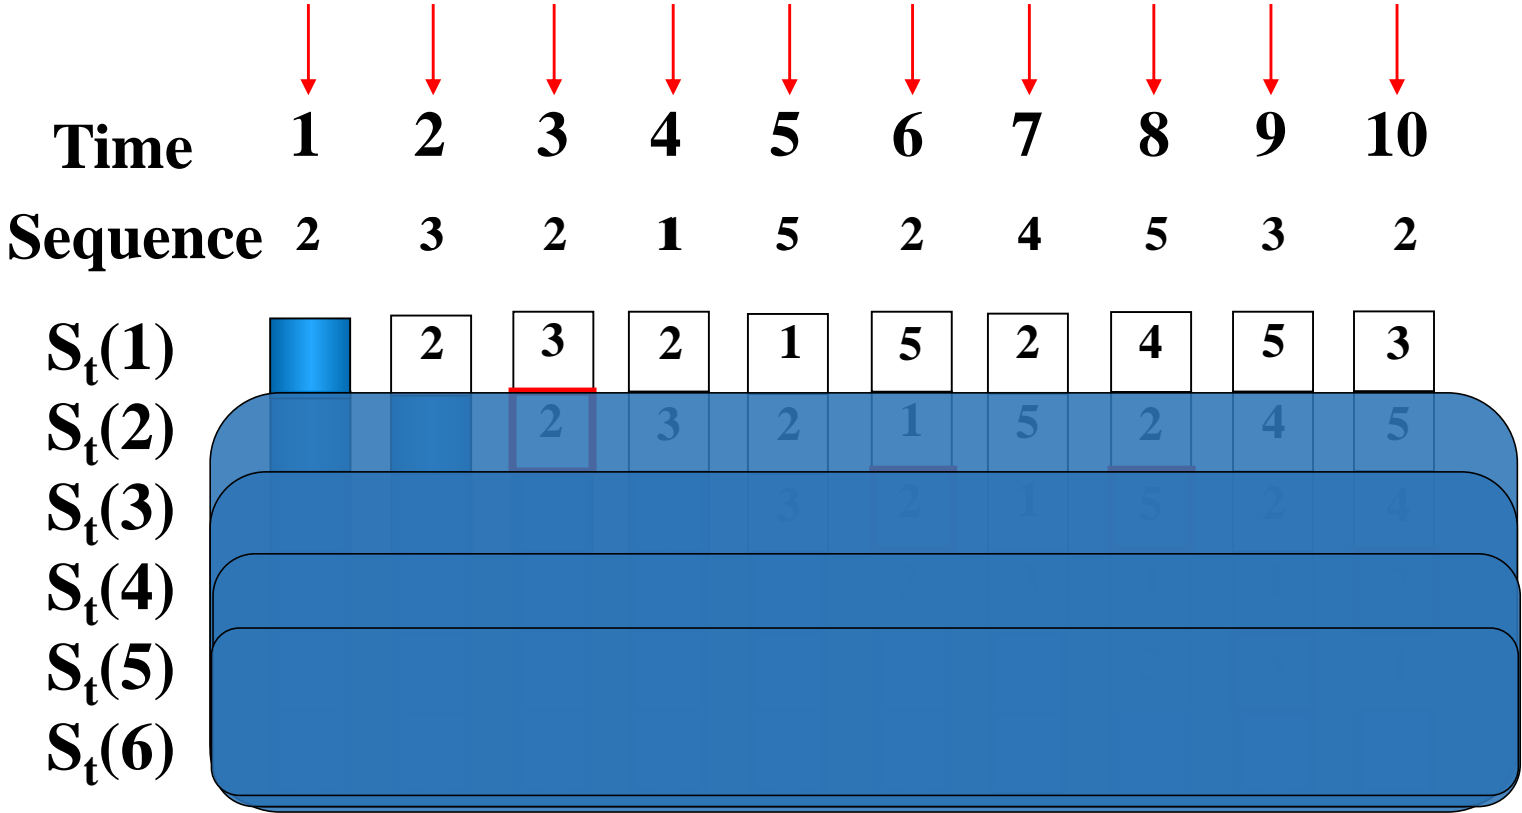 Time 1 2 3 4 5 6 7 8 9 10
Sequence 2 3 2 1 5 2 4 5 3 2
St(1) 2 3 2 1 5 2 4 5 3
St(2) 2 3 2 1 5 2 4 5
St(3) 3 2 1 5 2 4
St(4)
St(5)
St(6)